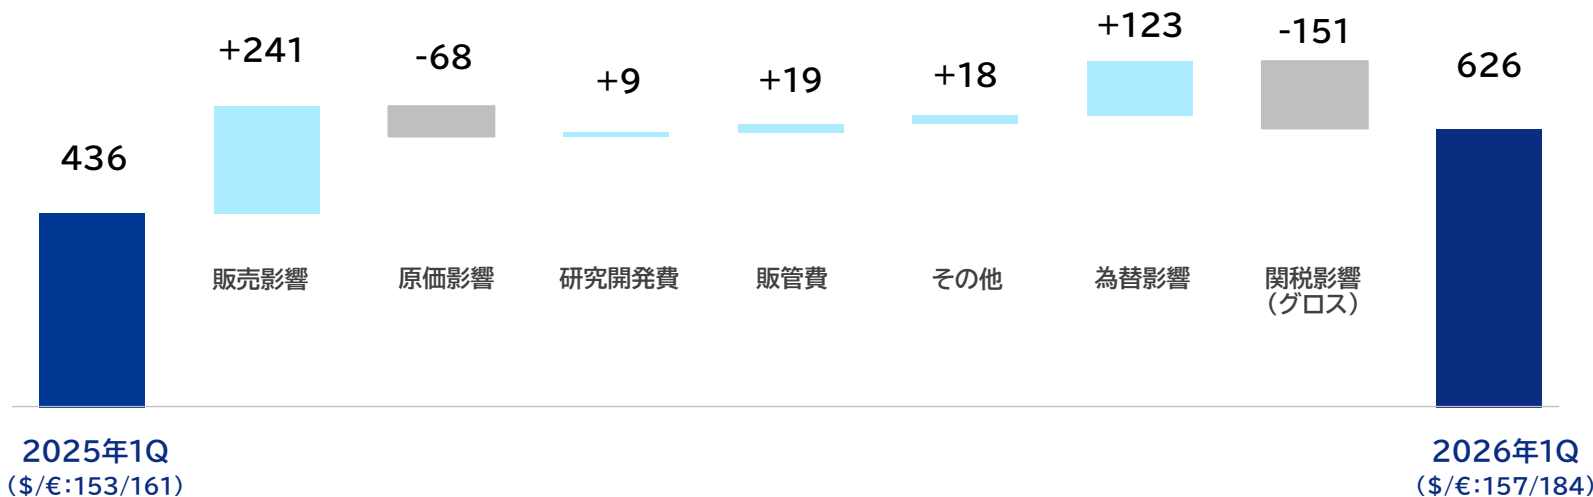 436
+241
-68
+9
+19
+18
+123
-151
626
販売影響
原価影響
研究開発費
販管費
その他
為替影響
関税影響
（グロス）
2025年1Q
（$/€:153/161）
2026年1Q
（$/€:157/184）